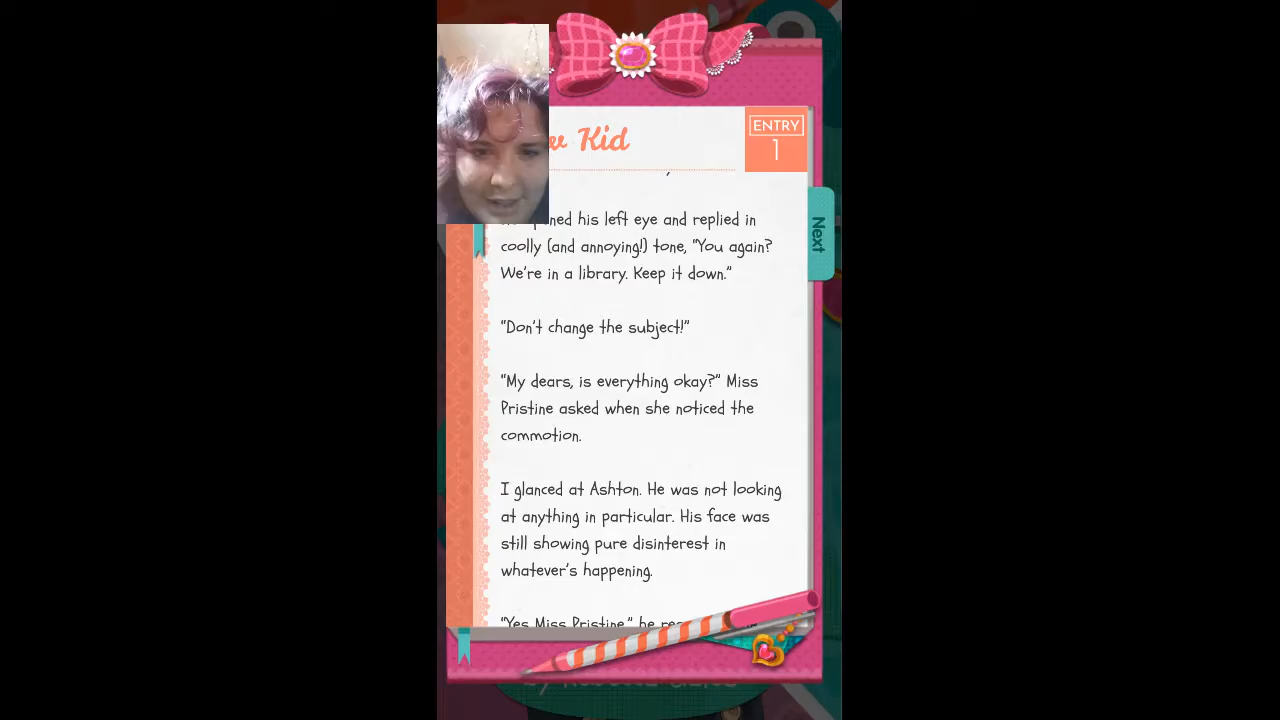 Kid
ENTRY
1
his left eye and replied in
coolly (and annoying!) tone, “You again?
We’re in a library. Keep it down.”
“Don’t change the subject!”
“My dears, is everything okay?” Miss
Pristine asked when she noticed the
commotion.
I glanced at Ashton. He was not looking
at anything in particular. His face was
still showing pure disinterest in
whatever’s happening.
“Yes Miss Pristine,” he
Next
by